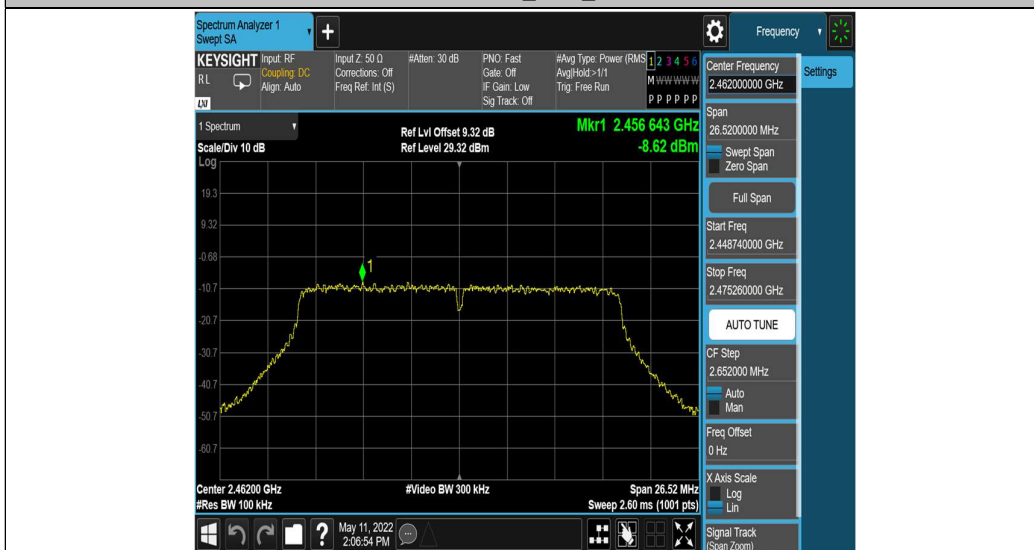 Spectrum Analyzer 1
Swept SA
Frequency
KEYSIGHT
RL
LXI
Input: RF
Coupling: DC
Align: Auto
Input Z: 50 Ω
Corrections: Off
Freq Ref: Int (S)
#Atten: 30 dB
PNO: Fast
Gate: Off
IF Gain: Low
Sig Track: Off
#Avg Type: Power (RMS
Avg|Hold:>1/1
Trig: Free Run
1 2 3 4 5 6
M W W W W W
P P P P P P
Center Frequency
2.462000000 GHz
Settings
Span
26.5200000 MHz
Swept Span
Zero Span
Full Span
Start Freq
2.448740000 GHz
Stop Freq
2.475260000 GHz
AUTO TUNE
CF Step
2.652000 MHz
Auto
Man
Freq Offset
0 Hz
X Axis Scale
Log
Lin
Signal Track
(Span Zoom)
1 Spectrum
Scale/Div 10 dB
Ref Lvl Offset 9.32 dB
Ref Level 29.32 dBm
Mkr1 2.456 643 GHz
-8.62 dBm
Log
19.3
9.32
-0.68
1
-10.7
-20.7
-30.7
-40.7
-50.7
-60.7
Center 2.46200 GHz
#Video BW 300 kHz
Span 26.52 MHz
#Res BW 100 kHz
Sweep 2.60 ms (1001 pts)
?
May 11, 2022
2:06:54 PM